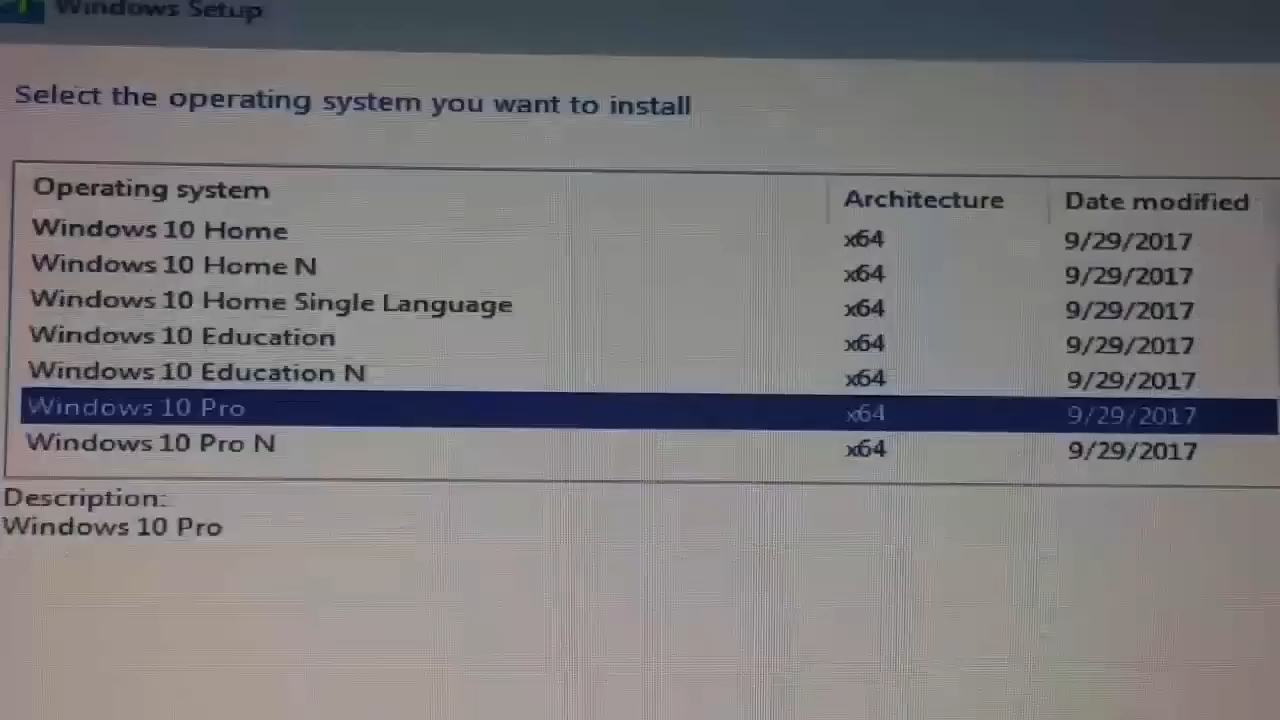 Windows Setup
Select the operating system you want to install
Operating system Architecture Date modified
Windows 10 Home x64 9/29/2017
Windows 10 Home N x64 9/29/2017
Windows 10 Home Single Language x64 9/29/2017
Windows 10 Education x64 9/29/2017
Windows 10 Education N x64 9/29/2017
Windows 10 Pro x64 9/29/2017
Windows 10 Pro N x64 9/29/2017
Description:
Windows 10 Pro